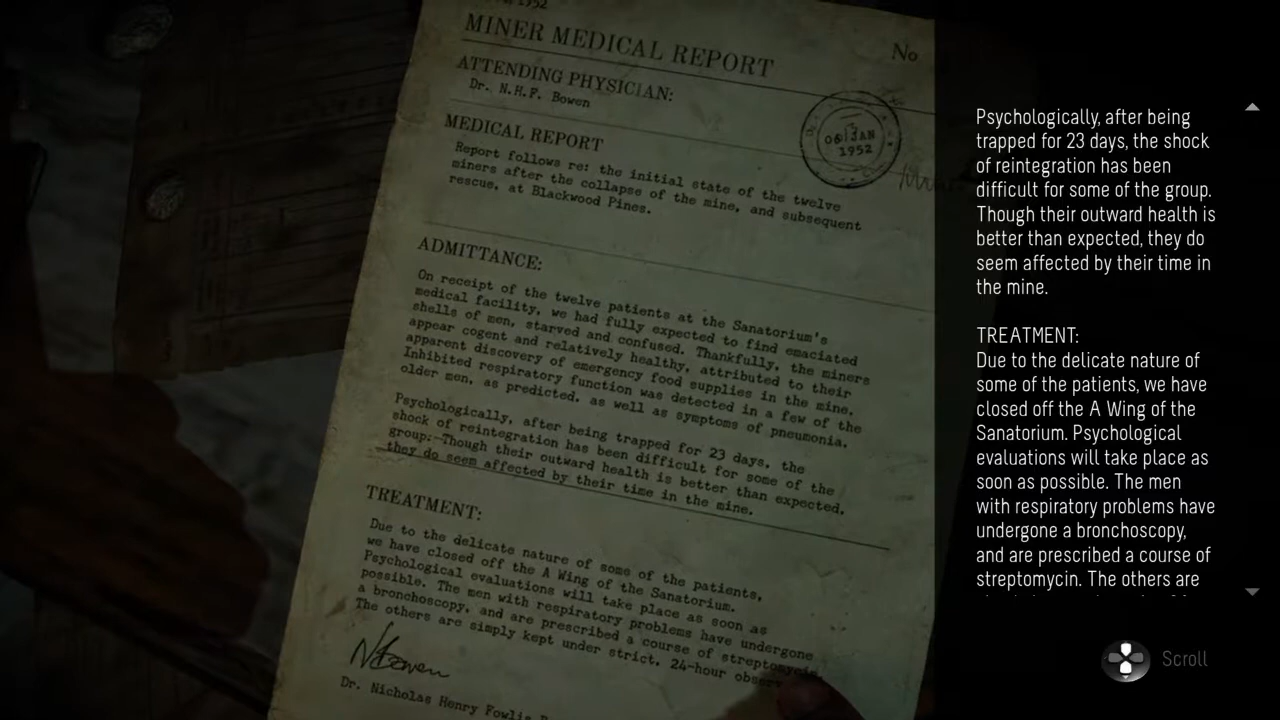 1952
MINER MEDICAL REPORT
No
ATTENDING PHYSICIAN:
Dr. N.H.F. Bowen
13 JAN
1952
MEDICAL REPORT
Report follows re: the initial state of the twelve
miners after the collapse of the mine, and subsequent
rescue, at Blackwood Pines.
ADMITTANCE:
On receipt of the twelve patients at the Sanatorium's
medical facility, we had fully expected to find emaciated
shells of men, starved and confused. Thankfully, the miners
appear cogent and relatively healthy, attributed to their
apparent discovery of emergency food supplies in the mine.
Inhibited respiratory function was detected in a few of the
older men, as predicted, as well as symptoms of pneumonia.
Psychologically, after being trapped for 23 days, the
shock of reintegration has been difficult for some of the
group. Though their outward health is better than expected,
they do seem affected by their time in the mine.
TREATMENT:
Due to the delicate nature of some of the patients,
we have closed off the A Wing of the Sanatorium.
Psychological evaluations will take place as soon as
possible. The men with respiratory problems have undergone
a bronchoscopy, and are prescribed a course of streptomycin.
The others are simply kept under strict, 24-hour
NBowen
Dr. Nicholas Henry Fowlis
Psychologically, after being
trapped for 23 days, the shock
of reintegration has been
difficult for some of the group.
Though their outward health is
better than expected, they do
seem affected by their time in
the mine.
TREATMENT:
Due to the delicate nature of
some of the patients, we have
closed off the A Wing of the
Sanatorium. Psychological
evaluations will take place as
soon as possible. The men
with respiratory problems have
undergone a bronchoscopy,
and are prescribed a course of
streptomycin. The others are
Scroll